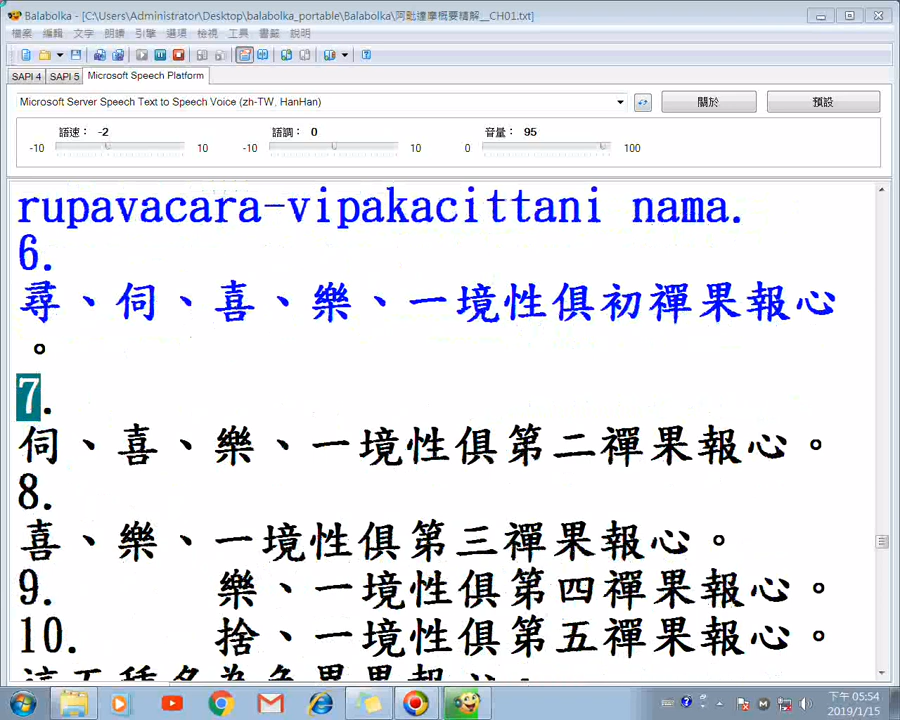 Balabolka - [C:\Users\Administrator\Desktop\balabolka_portable\Balabolka\阿毗達摩概要精解__CH01.txt]
檔案 編輯 文字 朗讀 引擎 選項 檢視 工具 書籤 說明
SAPI 4 SAPI 5 Microsoft Speech Platform
Microsoft Server Speech Text to Speech Voice (zh-TW, HanHan) 關於 預設
語速： -2 語調： 0 音量： 95
-10 10 -10 10 0 100
rupavacara-vipakacittani nama.
6.
尋、伺、喜、樂、一境性俱初禪果報心
。
7.
伺、喜、樂、一境性俱第二禪果報心。
8.
喜、樂、一境性俱第三禪果報心。
9. 樂、一境性俱第四禪果報心。
10. 捨、一境性俱第五禪果報心。
下午 05:54
2019/1/15